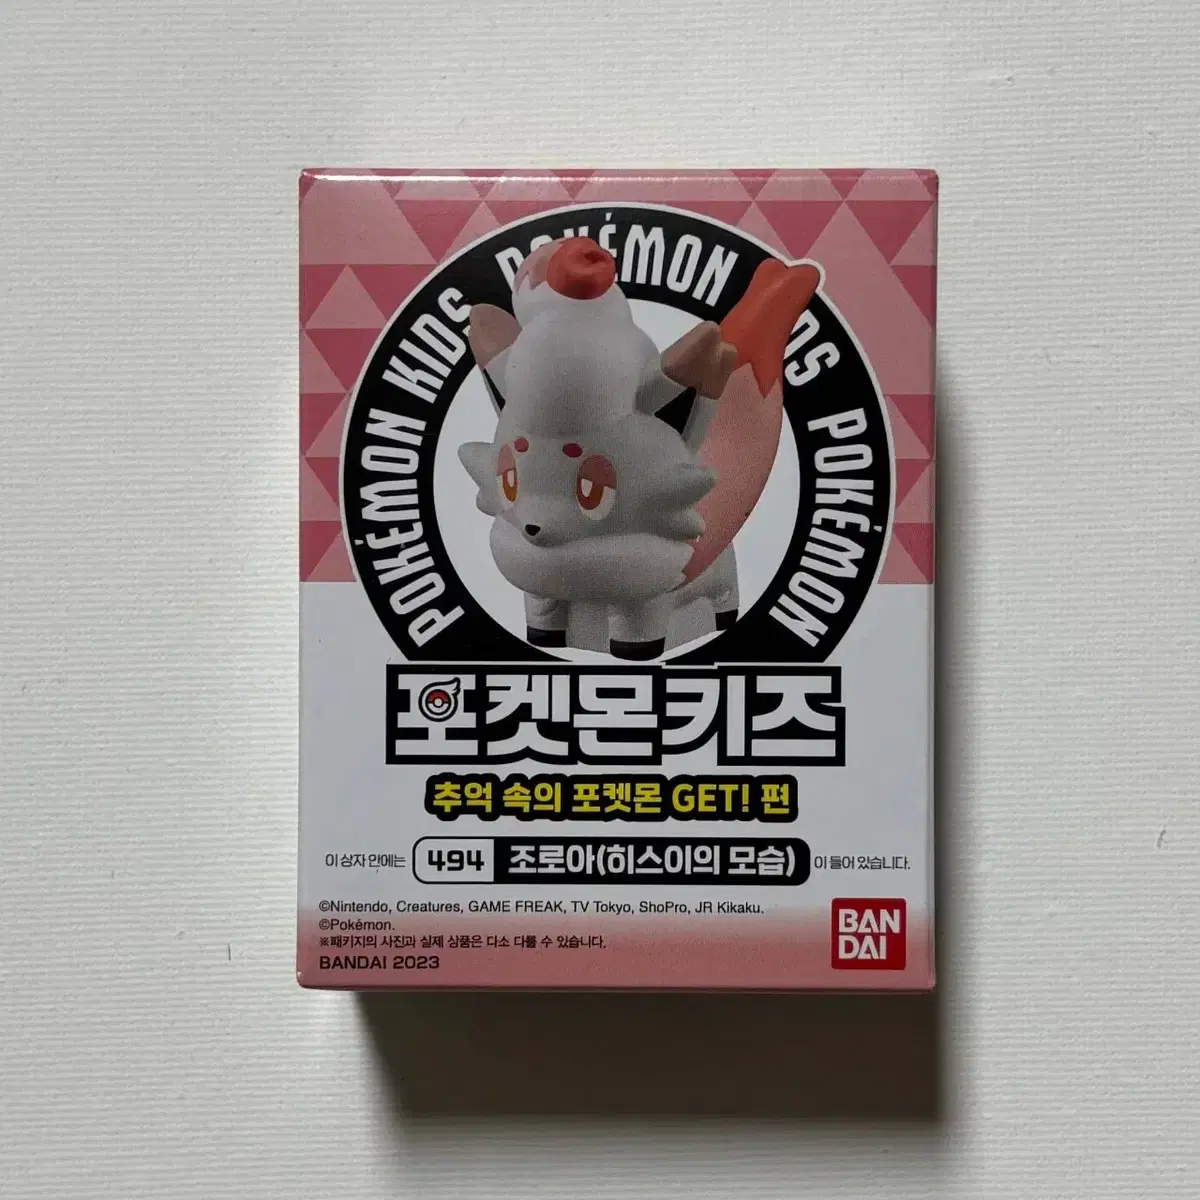 POKÉMON KIDS POKÉMON KIDS POKÉMON
포켓몬키즈
추억 속의 포켓몬 GET! 편
이 상자 안에는 494 조로아(히스이의 모습) 이 들어 있습니다.
©Nintendo, Creatures, GAME FREAK, TV Tokyo, ShoPro, JR Kikaku.
©Pokémon.
※패키지의 사진과 실제 상품은 다소 다를 수 있습니다.
BANDAI 2023
BAN
DAI